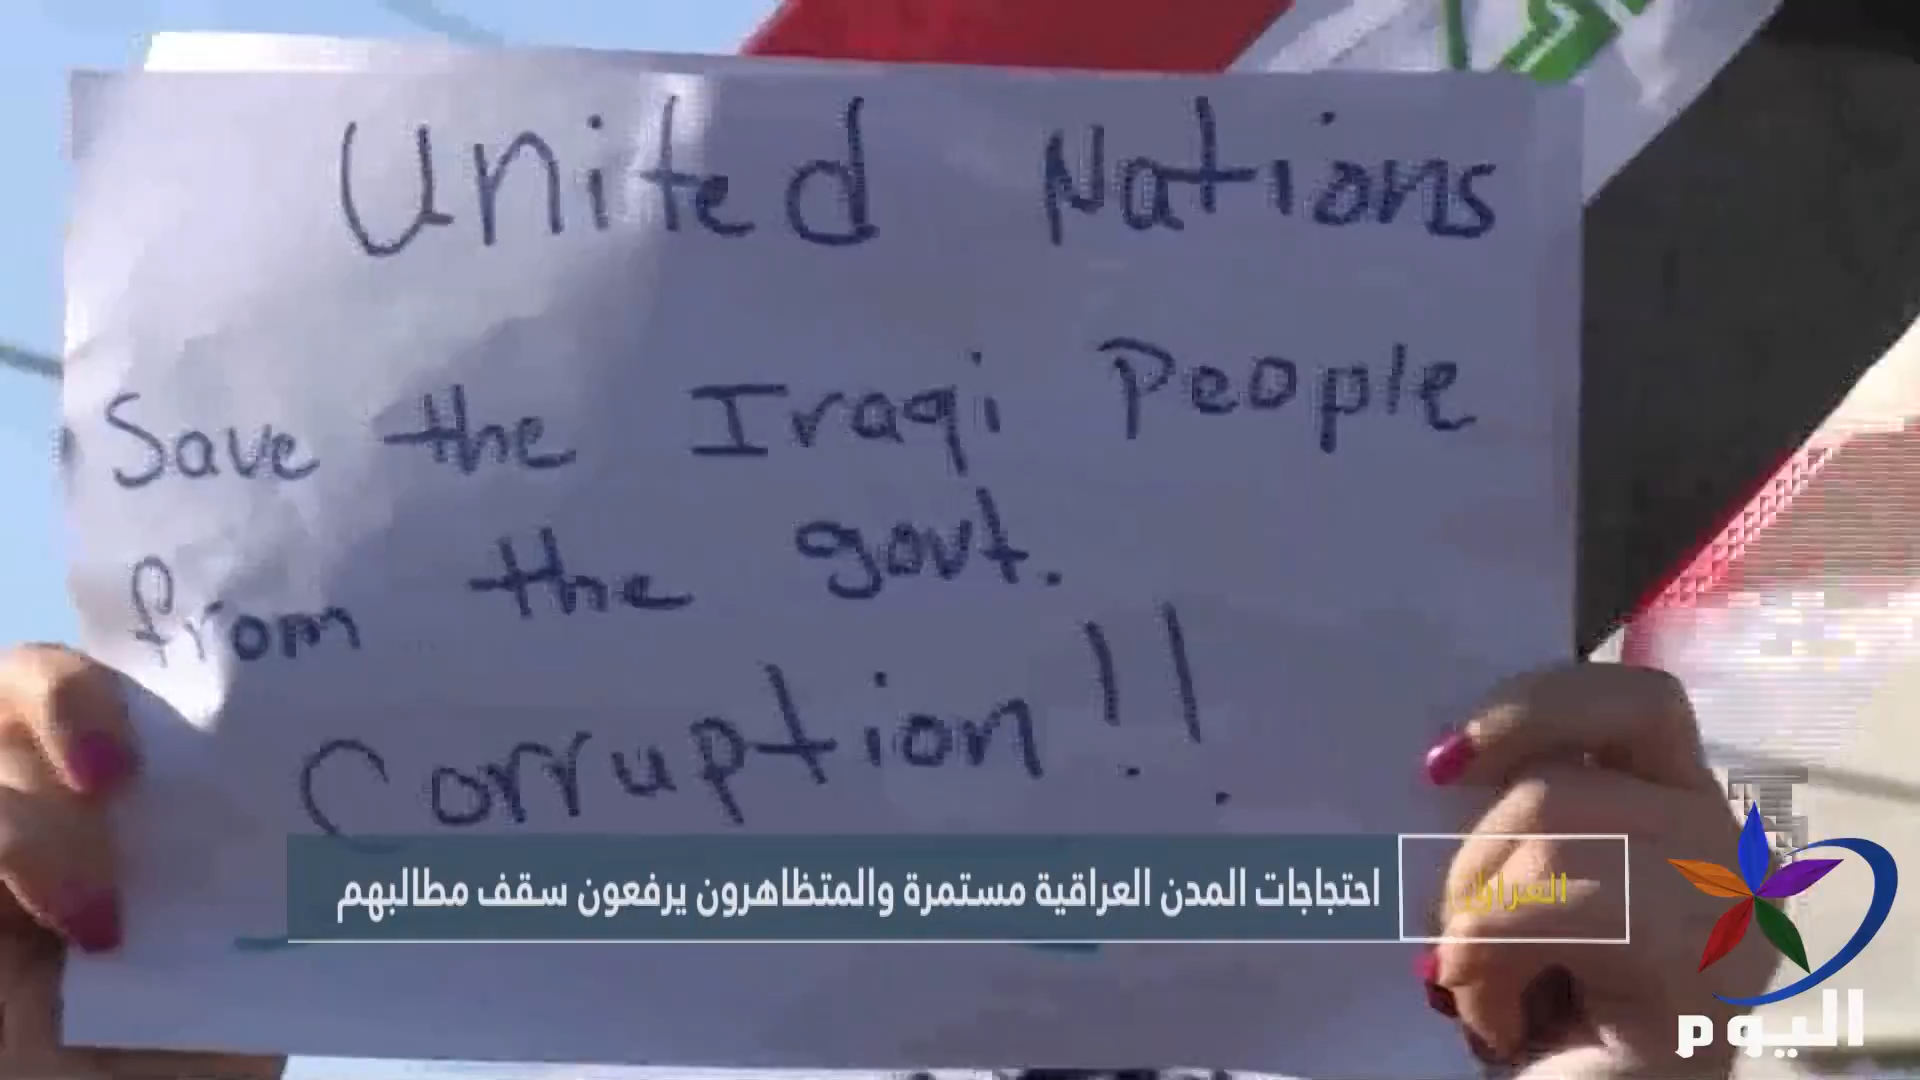 United Nations
Save the Iraqi People
from the govt.
Corruption!!
العراق
احتجاجات المدن العراقية مستمرة والمتظاهرون يرفعون سقف مطالبهم
اليوم